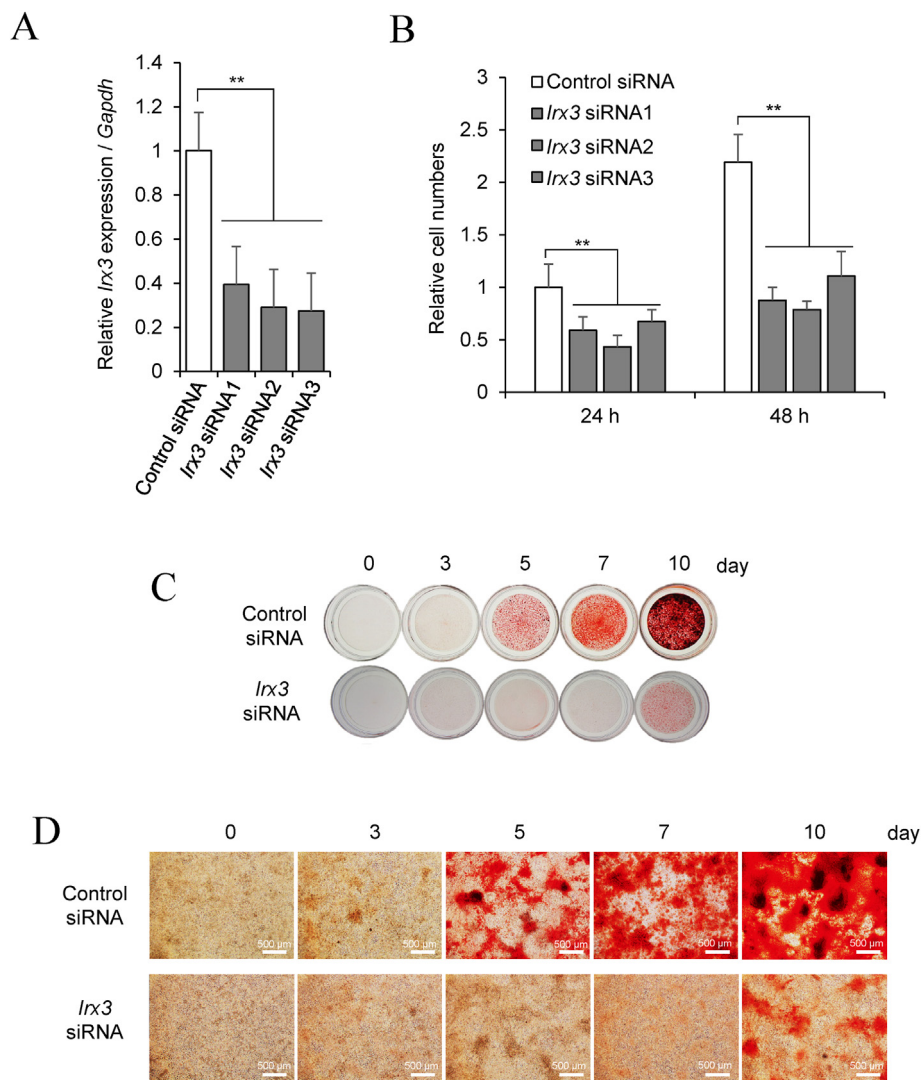 A
Relative Irx3 expression / Gapdh
1.4
1.2
1
0.8
0.6
0.4
0.2
0
**
Control siRNA
Irx3 siRNA1
Irx3 siRNA2
Irx3 siRNA3
B
Relative cell numbers
3
2.5
2
1.5
1
0.5
0
Control siRNA
Irx3 siRNA1
Irx3 siRNA2
Irx3 siRNA3
**
**
24 h
48 h
C
0 3 5 7 10 day
Control
siRNA
Irx3
siRNA
D
0 3 5 7 10 day
Control
siRNA
500 µm 500 µm 500 µm 500 µm 500 µm
Irx3
siRNA
500 µm 500 µm 500 µm 500 µm 500 µm